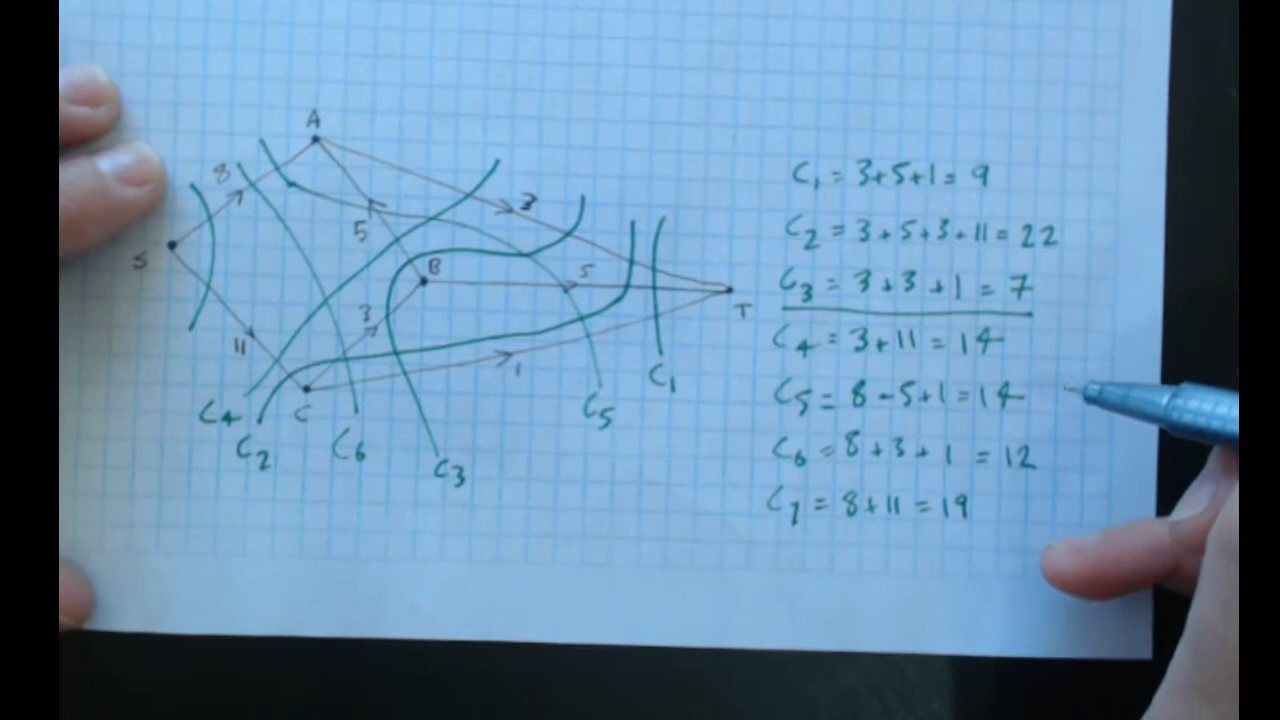 A
8
3
5
S
B
5
T
3
11
1
C
C1
C4
C2
C6
C5
C3
C1 = 3+5+1 = 9
C2 = 3+5+3+11 = 22
C3 = 3+3+1 = 7
C4 = 3+11 = 14
C5 = 8-5+1 = 14
C6 = 8+3+1 = 12
C7 = 8+11 = 19